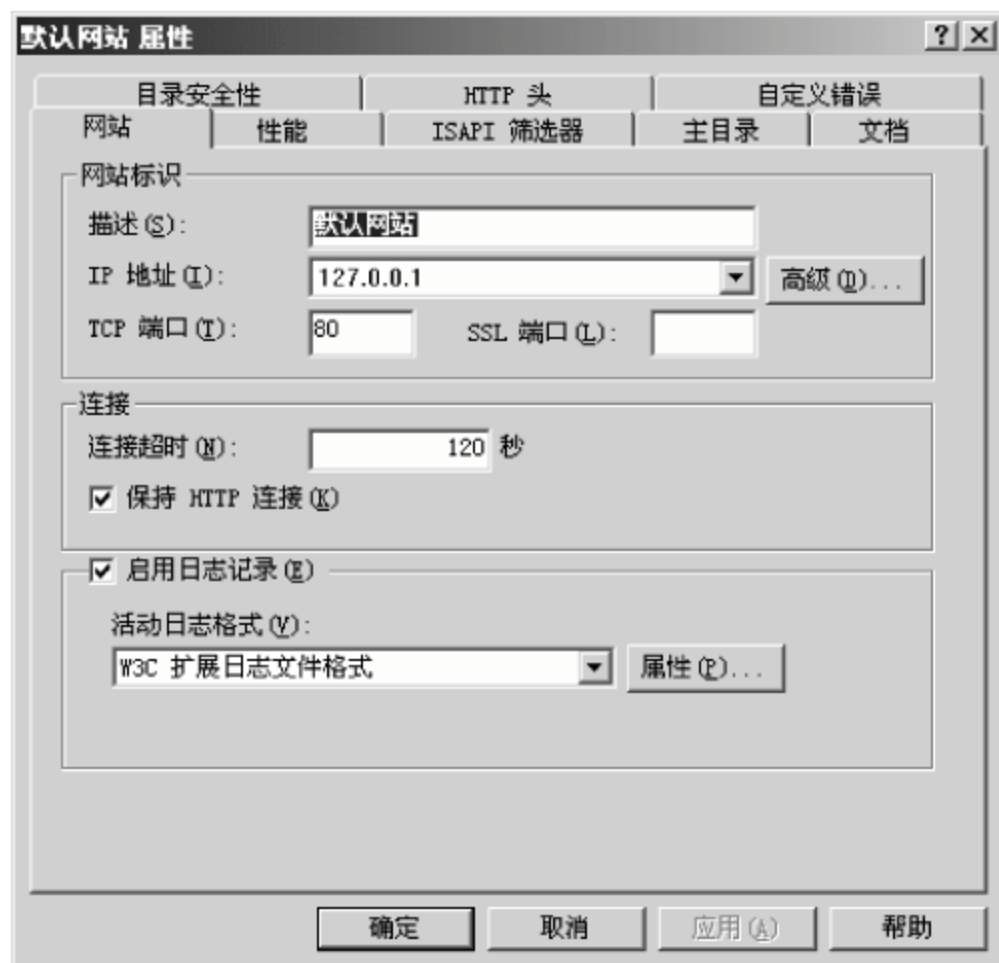 默认网站 属性
目录安全性 HTTP 头 自定义错误
网站 性能 ISAPI 筛选器 主目录 文档
网站标识
描述(S): 默认网站
IP 地址(I): 127.0.0.1 高级(D)...
TCP 端口(T): 80 SSL 端口(L):
连接
连接超时(N): 120 秒
保持 HTTP 连接(K)
启用日志记录(E)
活动日志格式(V):
W3C 扩展日志文件格式 属性(P)...
确定 取消 应用(A) 帮助